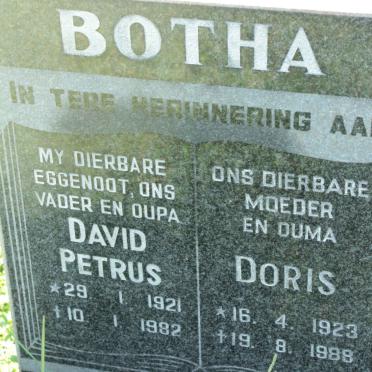 BOTHA
IN TERE HERINNERING AAN
MY DIERBARE
EGGENOOT, ONS
VADER EN OUPA
DAVID
PETRUS
*29 1 1921
†10. 1 1982
ONS DIERBARE
MOEDER
EN OUMA
DORIS
*16. 4. 1923
†19. 8. 1988